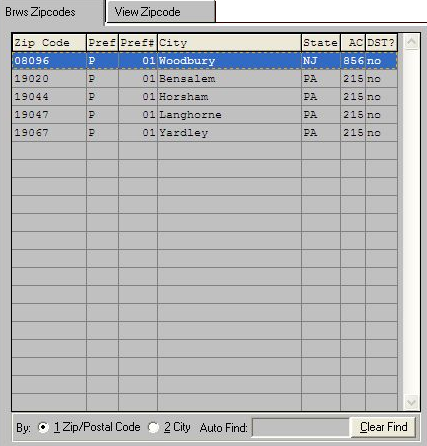 Brws Zipcodes View Zipcode
Zip Code Pref Pref# City State AC DST?
08096 P 01 Woodbury NJ 856 no
19020 P 01 Bensalem PA 215 no
19044 P 01 Horsham PA 215 no
19047 P 01 Langhorne PA 215 no
19067 P 01 Yardley PA 215 no
By: 1 Zip/Postal Code 2 City Auto Find: Clear Find